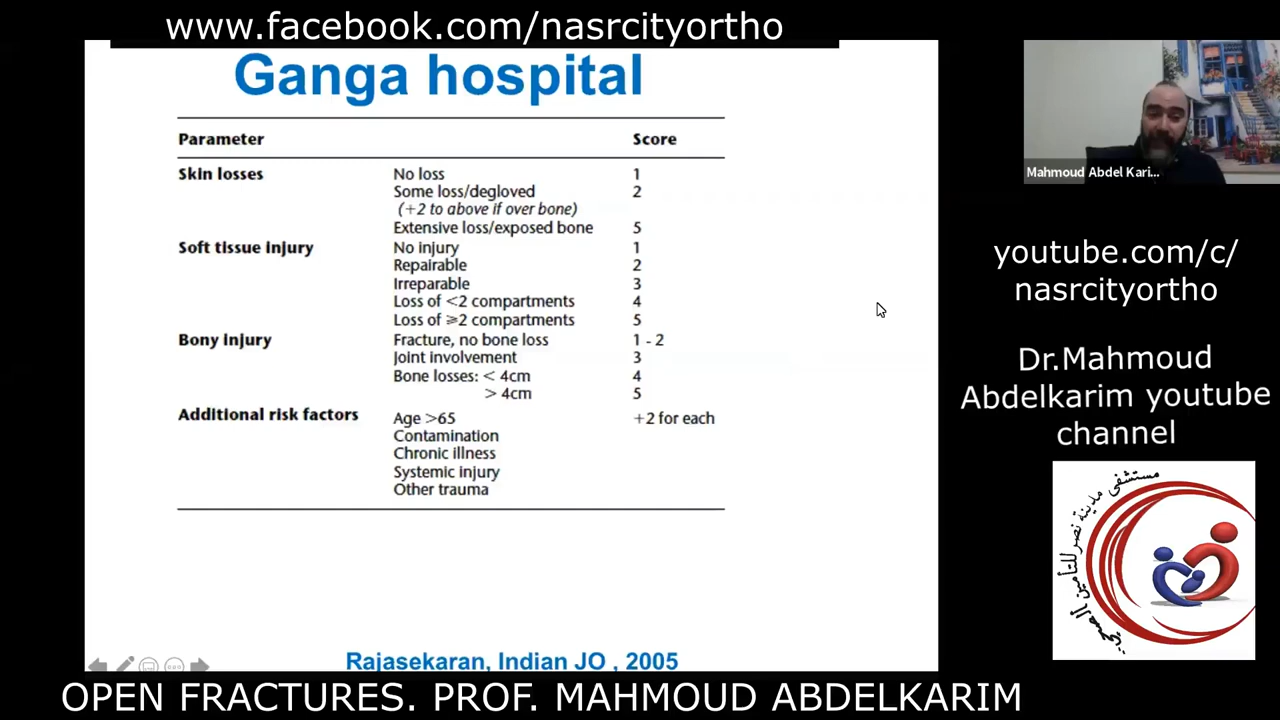 www.facebook.com/nasrcityortho
Ganga hospital
Parameter Score
Skin losses No loss 1
Some loss/degloved 2
(+2 to above if over bone)
Extensive loss/exposed bone 5
Soft tissue injury No injury 1
Repairable 2
Irreparable 3
Loss of <2 compartments 4
Loss of ⩾2 compartments 5
Bony injury Fracture, no bone loss 1 - 2
Joint involvement 3
Bone losses: < 4cm 4
> 4cm 5
Additional risk factors Age >65 +2 for each
Contamination
Chronic illness
Systemic injury
Other trauma
Rajasekaran, Indian JO , 2005
Mahmoud Abdel Kari...
youtube.com/c/
nasrcityortho
Dr.Mahmoud
Abdelkarim youtube
channel
مستشفى مدينة نصر للتأمين الصحي
OPEN FRACTURES. PROF. MAHMOUD ABDELKARIM